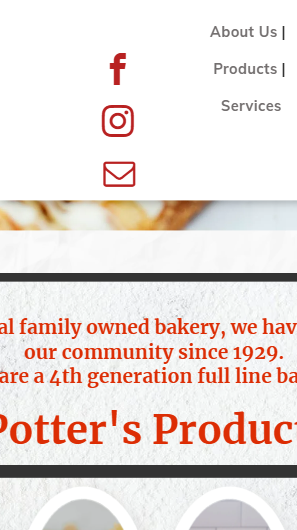 About Us |
Products |
Services
al family owned bakery, we hav
our community since 1929.
are a 4th generation full line ba
Potter's Product